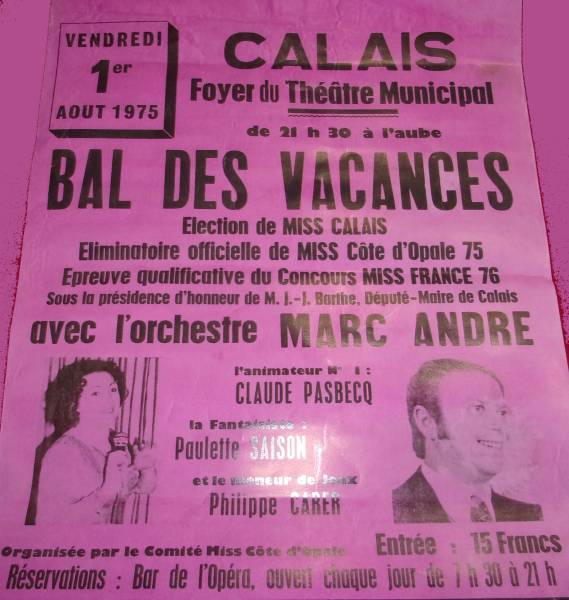 VENDREDI
1er
AOUT 1975
CALAIS
Foyer du Théâtre Municipal
de 21 h 30 à l'aube
BAL DES VACANCES
Election de MISS CALAIS
Eliminatoire officielle de MISS Côte d'Opale 75
Epreuve qualificative du Concours MISS FRANCE 76
Sous la présidence d'honneur de M. J.-J. Barthe, Député-Maire de Calais
avec l'orchestre MARC ANDRE
l'animateur N° 1 :
CLAUDE PASBECQ
la Fantaisiste :
Paulette SAISON
et le meneur de Jeux
Philippe CARER
Organisée par le Comité Miss Côte d'Opale
Entrée : 15 Francs
Réservations : Bar de l'Opéra, ouvert chaque jour de 7 h 30 à 21 h